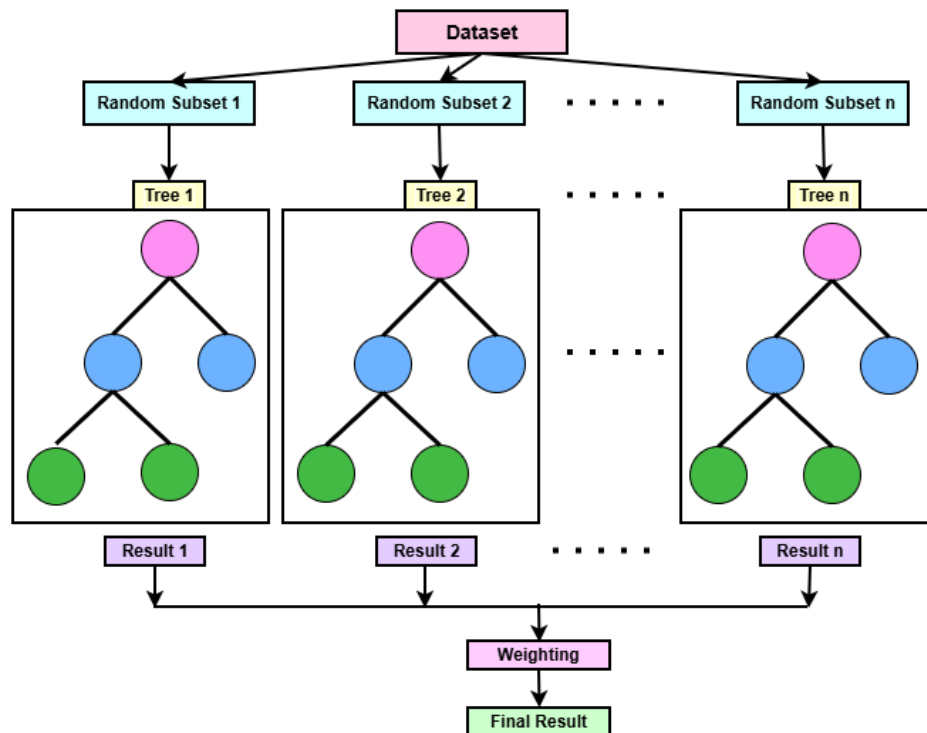 Dataset
Random Subset 1
Random Subset 2
Random Subset n
Tree 1
Tree 2
Tree n
Result 1
Result 2
Result n
Weighting
Final Result